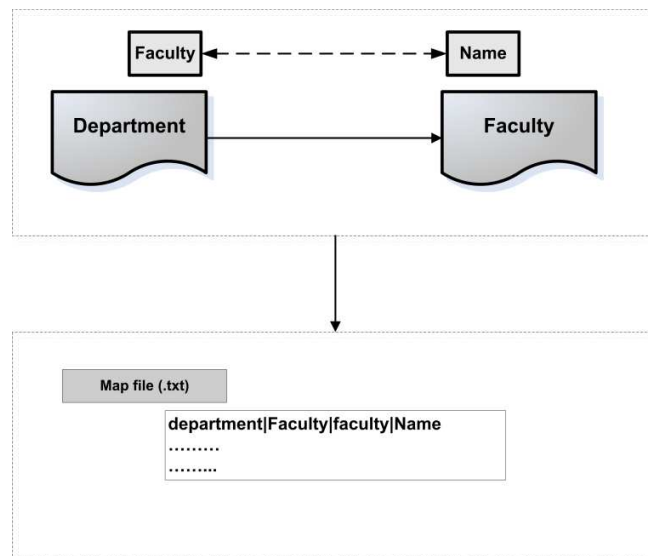 Faculty
Name
Department
Faculty
Map file (.txt)
department|Faculty|faculty|Name
………
……...